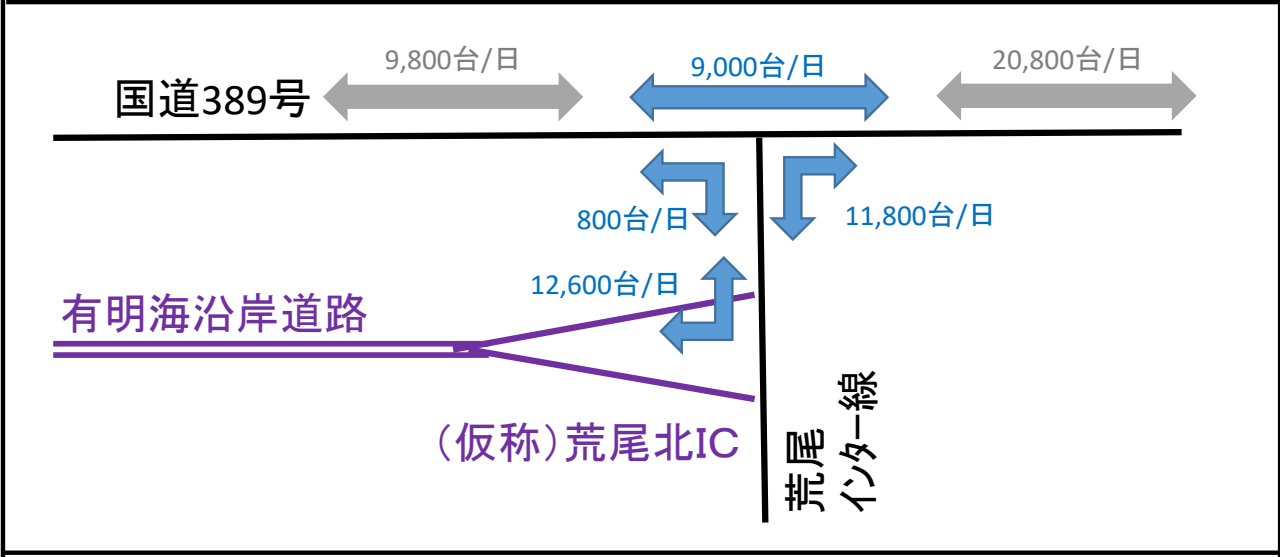 9,800台/日
9,000台/日
20,800台/日
国道389号
800台/日
11,800台/日
12,600台/日
有明海沿岸道路
（仮称）荒尾北IC
荒尾
インター線